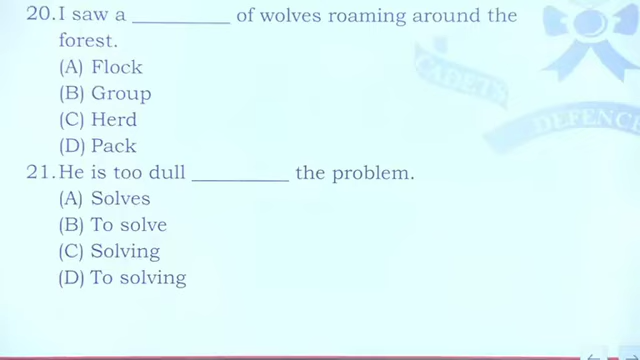 20.I saw a __________ of wolves roaming around the
forest.
(A) Flock
(B) Group
(C) Herd
(D) Pack
21.He is too dull __________ the problem.
(A) Solves
(B) To solve
(C) Solving
(D) To solving
CADETS
DEFENCE